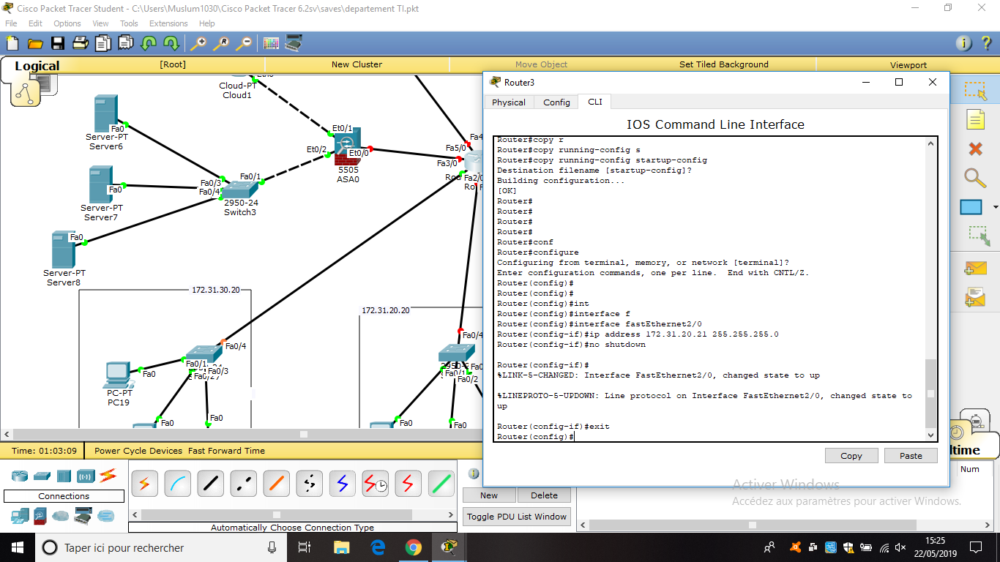 Cisco Packet Tracer Student - C:\Users\Muslum1030\Cisco Packet Tracer 6.2sv\saves\departement TI.pkt
File Edit Options View Tools Extensions Help
Logical
[Root]
New Cluster
Move Object
Set Tiled Background
Viewport
Cloud-PT
Cloud1
Fa0
Server-PT
Server6
Fa0
Server-PT
Server7
Fa0
Server-PT
Server8
Fa0/1
Fa0/3
Fa0/4
2950-24
Switch3
Et0/1
Et0/2
Et0/0
5505
ASA0
Fa4
Fa5/0
Fa3/0
Fa2/0
172.31.30.20
Fa0/4
Fa0/1
Fa0/3
Fa0
PC-PT
PC19
Fa0
Fa0
172.31.20.20
Fa0/4
Fa0/1
Fa0/2
Fa0
Fa0
Fa0
Router3
Physical Config CLI
IOS Command Line Interface
Router#copy r
Router#copy running-config s
Router#copy running-config startup-config
Destination filename [startup-config]?
Building configuration...
[OK]
Router#
Router#
Router#
Router#
Router#conf
Router#configure
Configuring from terminal, memory, or network [terminal]?
Enter configuration commands, one per line. End with CNTL/Z.
Router(config)#
Router(config)#
Router(config)#int
Router(config)#interface f
Router(config)#interface fastEthernet2/0
Router(config-if)#ip address 172.31.20.21 255.255.255.0
Router(config-if)#no shutdown
Router(config-if)#
%LINK-5-CHANGED: Interface FastEthernet2/0, changed state to up
%LINEPROTO-5-UPDOWN: Line protocol on Interface FastEthernet2/0, changed state to
up
Router(config-if)#exit
Router(config)#
Copy Paste
Time: 01:03:09 Power Cycle Devices Fast Forward Time
ltime
Connections
Automatically Choose Connection Type
New Delete
Toggle PDU List Window
Num
Activer Windows
Accédez aux paramètres pour activer Windows.
Taper ici pour rechercher
15:25
22/05/2019